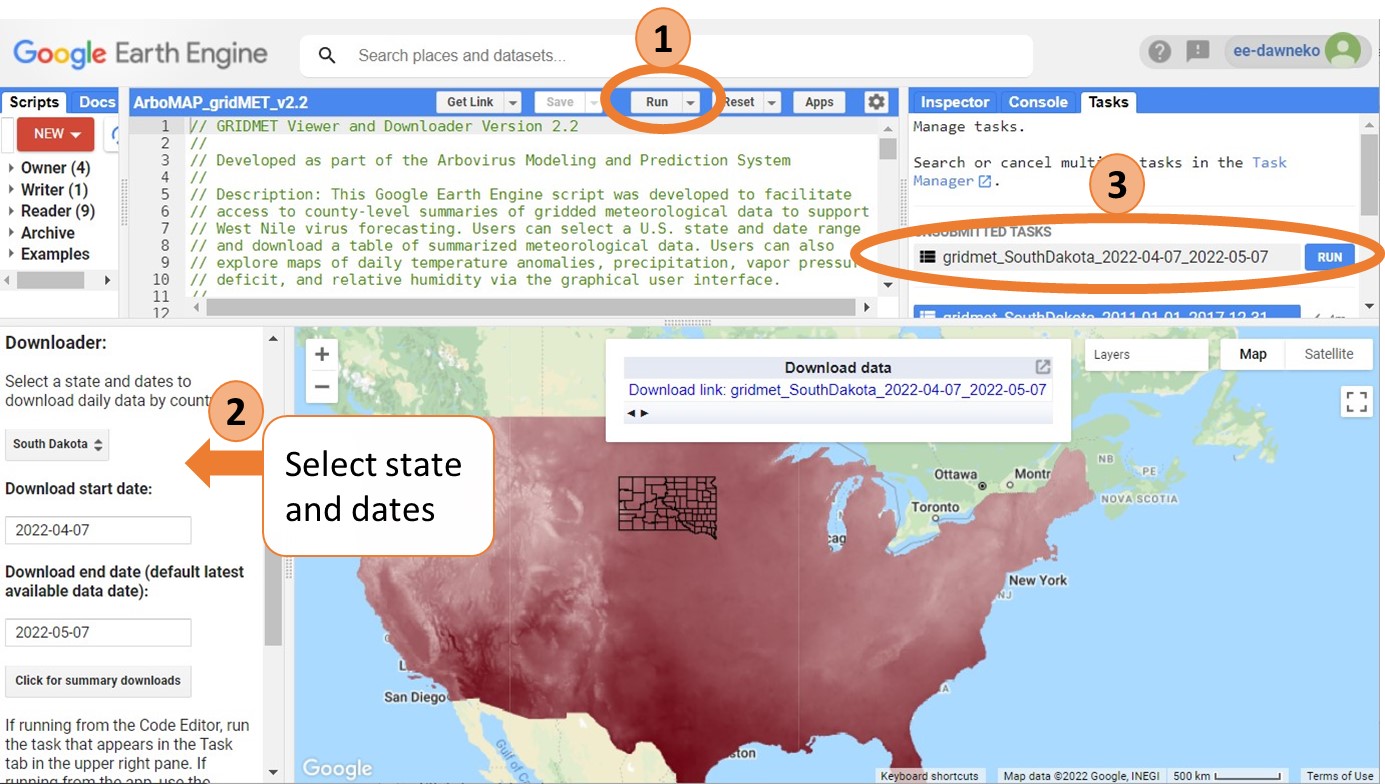 1
Google Earth Engine
Search places and datasets...
ee-dawneko
Scripts
Docs
ArboMAP_gridMET_v2.2
Get Link
Save
Run
Reset
Apps
Inspector
Console
Tasks
NEW
Owner (4)
Writer (1)
Reader (9)
Archive
Examples
1 // GRIDMET Viewer and Downloader Version 2.2
2 //
3 // Developed as part of the Arbovirus Modeling and Prediction System
4 //
5 // Description: This Google Earth Engine script was developed to facilitate
6 // access to county-level summaries of gridded meteorological data to support
7 // West Nile virus forecasting. Users can select a U.S. state and date range
8 // and download a table of summarized meteorological data. Users can also
9 // explore maps of daily temperature anomalies, precipitation, vapor pressu
10 // deficit, and relative humidity via the graphical user interface.
11 //
12
Manage tasks.
Search or cancel multi tasks in the Task
Manager.
3
UNSUBMITTED TASKS
gridmet_SouthDakota_2022-04-07_2022-05-07
RUN
gridmet_SouthDakota_2011-01-01_2017-12-31
Downloader:
Select a state and dates to
download daily data by count
2
South Dakota
Select state
and dates
Download start date:
2022-04-07
Download end date (default latest
available data date):
2022-05-07
Click for summary downloads
If running from the Code Editor, run
the task that appears in the Task
tab in the upper right pane. If
running from the app, use the
+
−
Download data
Download link: gridmet_SouthDakota_2022-04-07_2022-05-07
Layers
Map
Satellite
Ottawa
Montr
NB
PE
NOVA SCOTIA
Toronto
cag
New York
NJ
L
San Diego
Gulf of C
ston
Google
Keyboard shortcuts
Map data ©2022 Google, INEGI
500 km
Terms of Use